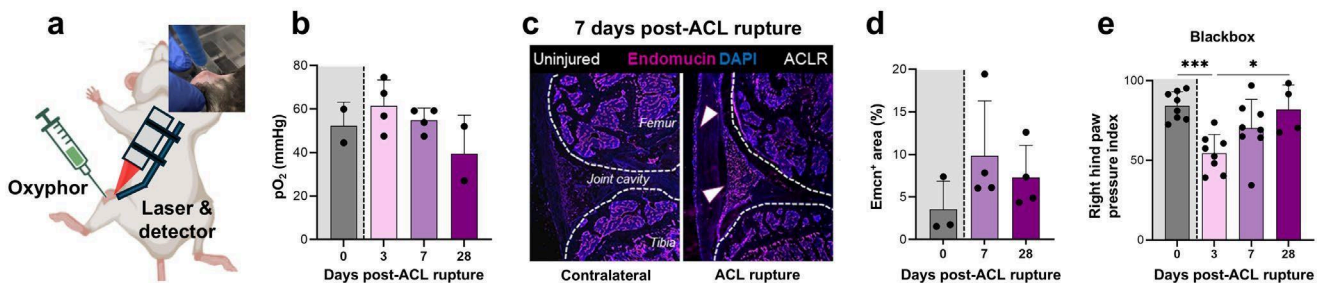 a
Oxyphor
Laser &
detector
b
pO2 (mmHg)
80
60
40
20
0
0 3 7 28
Days post-ACL rupture
c
7 days post-ACL rupture
Uninjured Endomucin DAPI ACLR
Femur
Joint cavity
Tibia
Contralateral ACL rupture
d
Emcn+ area (%)
20
15
10
5
0
0 7 28
Days post-ACL rupture
e
Blackbox
*** *
Right hind paw
pressure index
100
50
0
0 3 7 28
Days post-ACL rupture